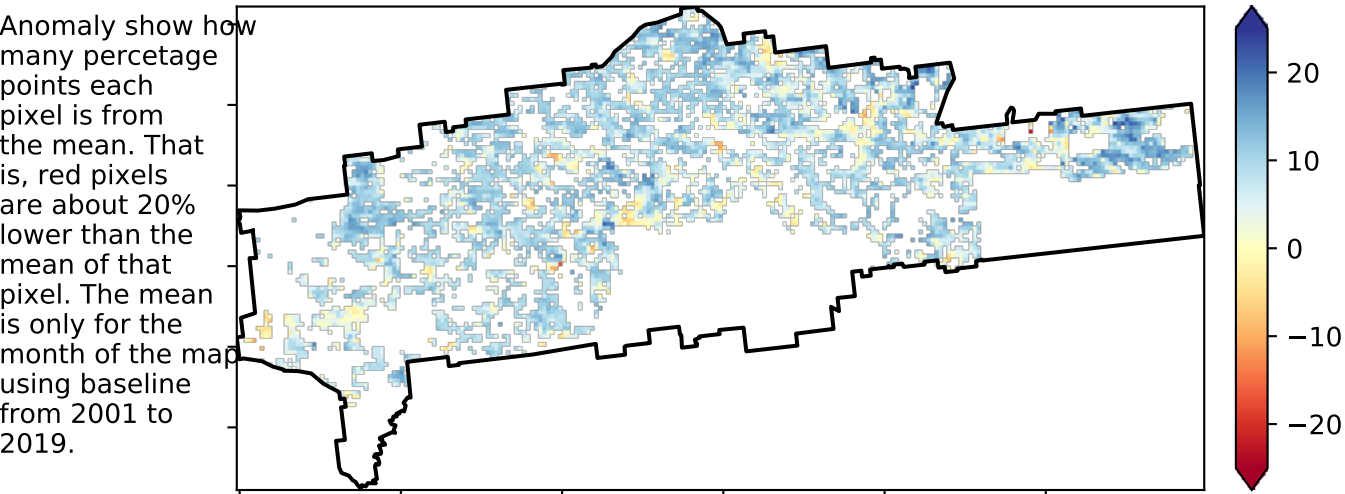 Anomaly show how
many percetage
points each
pixel is from
the mean. That
is, red pixels
are about 20%
lower than the
mean of that
pixel. The mean
is only for the
month of the map
using baseline
from 2001 to
2019.
20
10
0
−10
−20